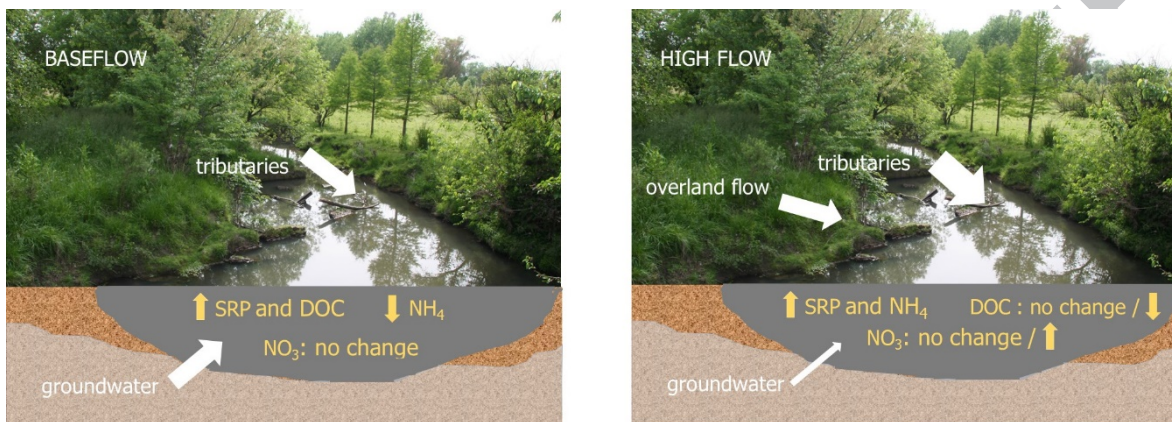 BASEFLOW
tributaries
↑ SRP and DOC ↓ NH₄
NO₃: no change
groundwater
HIGH FLOW
tributaries
overland flow
↑ SRP and NH₄ DOC : no change / ↓
NO₃: no change / ↑
groundwater